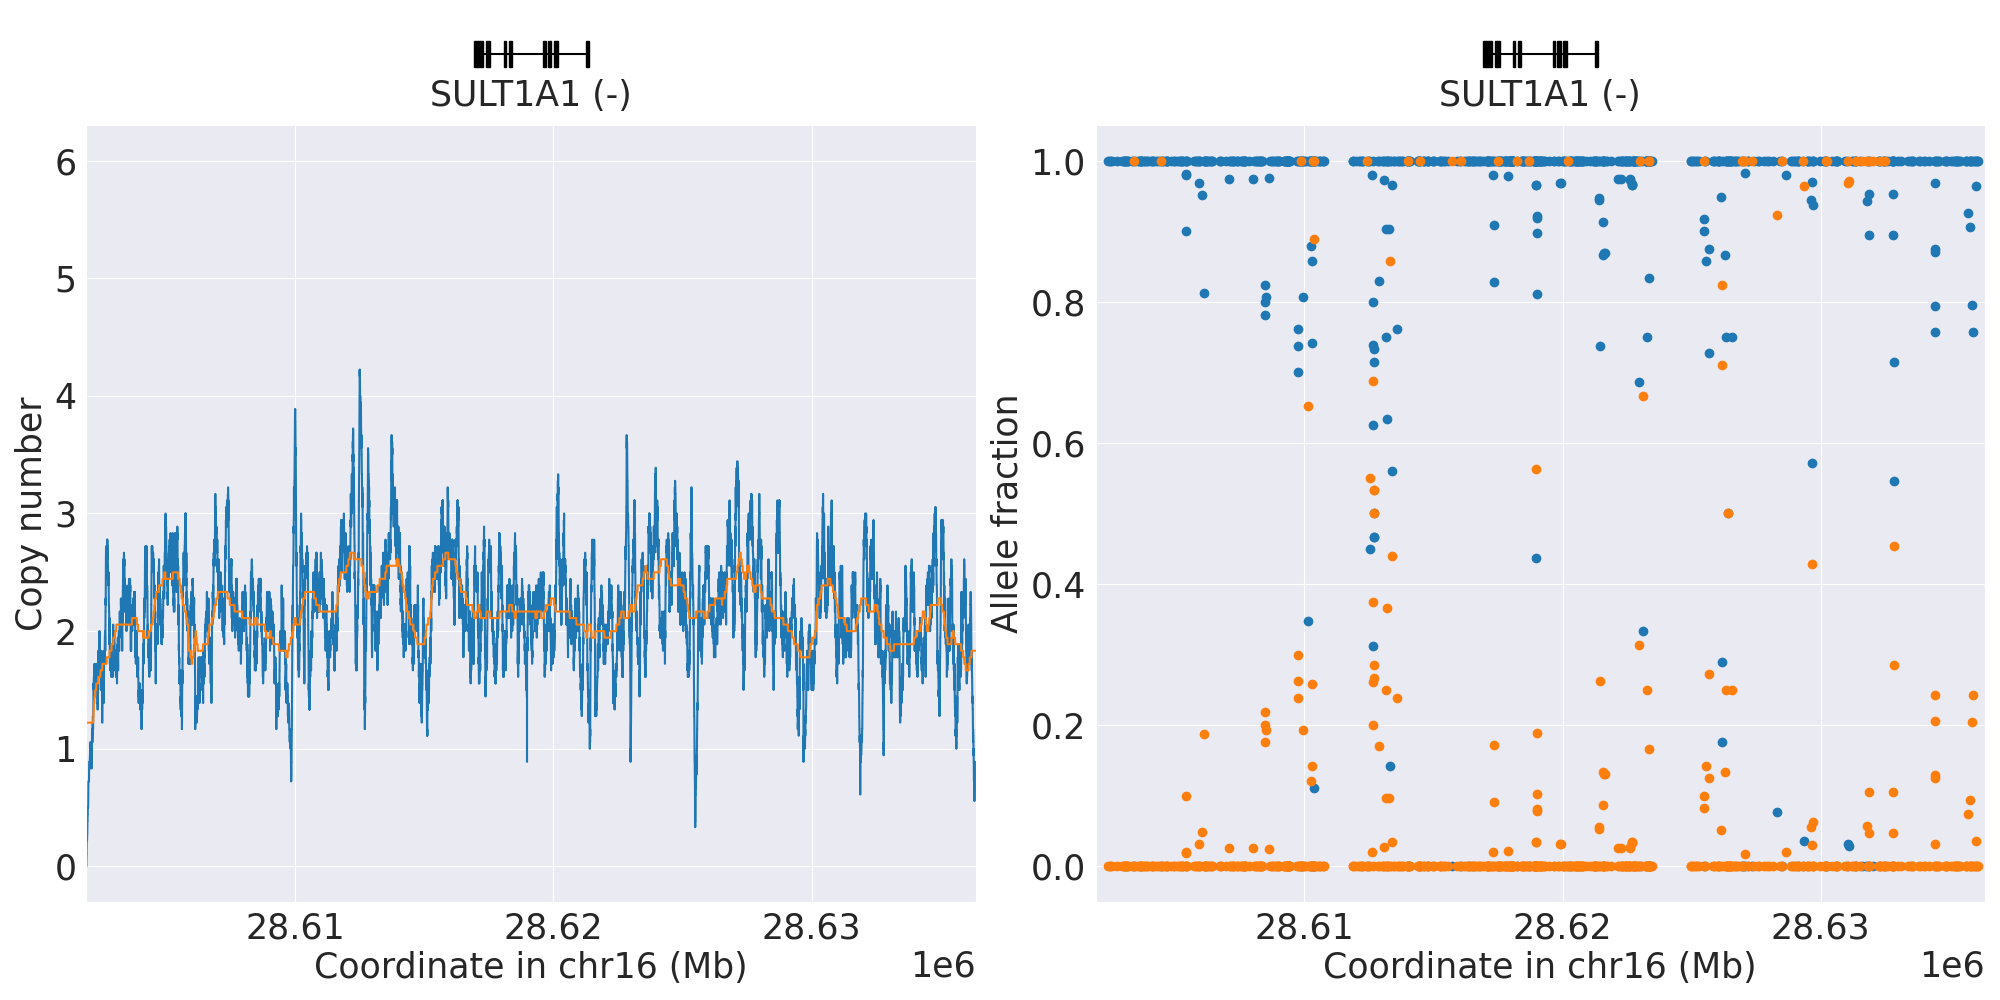 SULT1A1 (-)
6
5
4
3
2
1
0
Copy number
28.61
28.62
28.63
Coordinate in chr16 (Mb)
1e6
SULT1A1 (-)
1.0
0.8
0.6
0.4
0.2
0.0
Allele fraction
28.61
28.62
28.63
Coordinate in chr16 (Mb)
1e6